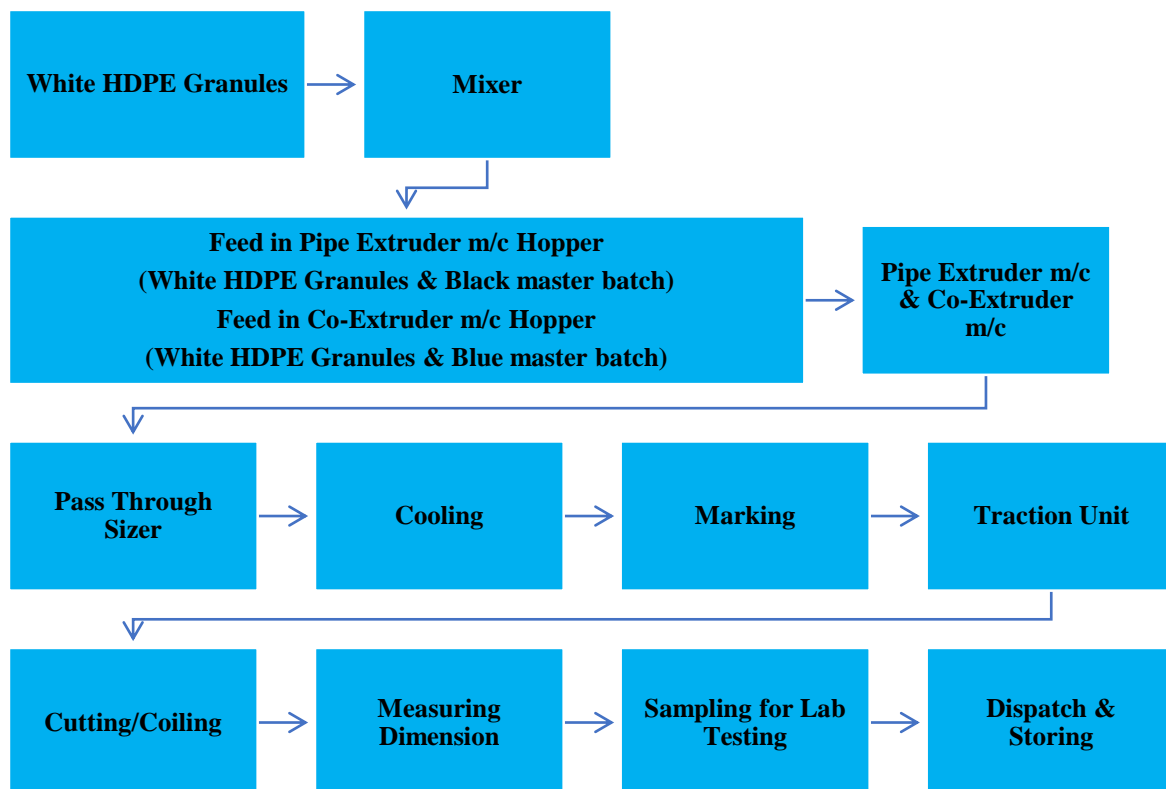 White HDPE Granules
Mixer
Feed in Pipe Extruder m/c Hopper
(White HDPE Granules & Black master batch)
Feed in Co-Extruder m/c Hopper
(White HDPE Granules & Blue master batch)
Pipe Extruder m/c
& Co-Extruder
m/c
Pass Through
Sizer
Cooling
Marking
Traction Unit
Cutting/Coiling
Measuring
Dimension
Sampling for Lab
Testing
Dispatch &
Storing